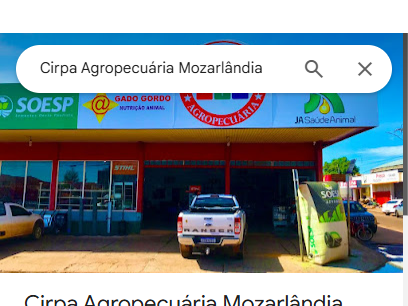 Cirpa Agropecuária Mozarlândia
SOESP
GADO GORDO
NUTRIÇÃO ANIMAL
AGROPECUÁRIA
JA Saúde Animal
STIHL
SOESP
RANGER
Cirpa Agropecuária Mozarlândia